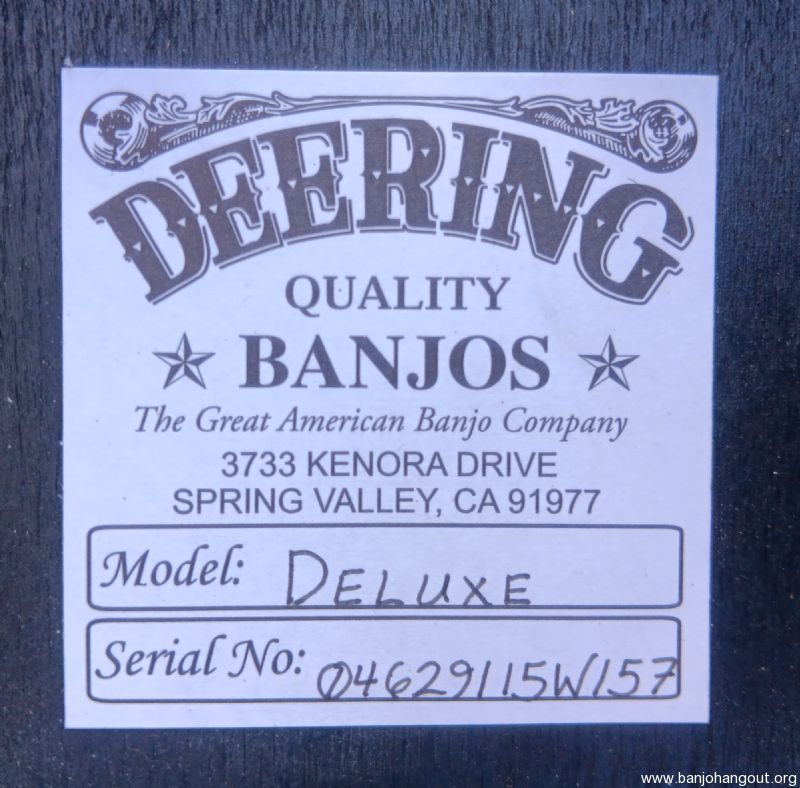 DEERING
QUALITY
BANJOS
The Great American Banjo Company
3733 KENORA DRIVE
SPRING VALLEY, CA 91977
Model: DELUXE
Serial No: 04629115W157
www.banjohangout.org